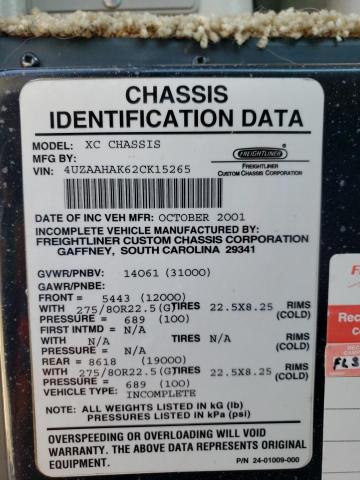 CHASSIS
IDENTIFICATION DATA
MODEL: XC CHASSIS
MFG BY:
VIN: 4UZAAHAK62CK15265
FREIGHTLINER
FREIGHTLINER
CUSTOM CHASSIS CORPORATION
DATE OF INC VEH MFR: OCTOBER 2001
INCOMPLETE VEHICLE MANUFACTURED BY:
FREIGHTLINER CUSTOM CHASSIS CORPORATION
GAFFNEY, SOUTH CAROLINA 29341
GVWR/PNBV: 14061 (31000)
GAWR/PNBE:
FRONT = 5443 (12000)
WITH 275/80R22.5(G) TIRES 22.5X8.25 RIMS
PRESSURE = 689 (100) (COLD)
FIRST INTMD = N/A
WITH N/A TIRES N/A RIMS
PRESSURE = N/A (COLD)
REAR = 8618 (19000)
WITH 275/80R22.5(G) TIRES 22.5X8.25 RIMS
PRESSURE = 689 (100) (COLD)
VEHICLE TYPE: INCOMPLETE
NOTE: ALL WEIGHTS LISTED IN kG (lb)
PRESSURES LISTED IN kPa (psi)
OVERSPEEDING OR OVERLOADING WILL VOID
WARRANTY. THE ABOVE DATA REPRESENTS ORIGINAL
EQUIPMENT.
P/N 24-01009-000